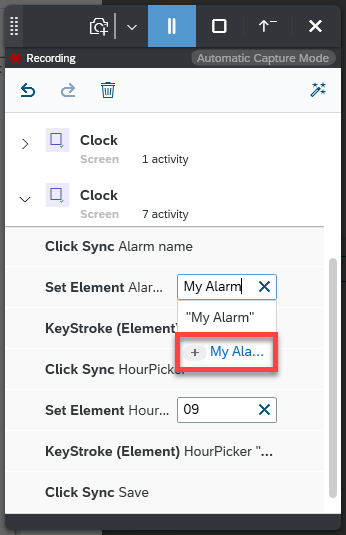 Recording Automatic Capture Mode
Clock
Screen 1 activity
Clock
Screen 7 activity
Click Sync Alarm name
Set Element Alar... My Alarm
"My Alarm"
KeyStroke (Element)
+ My Ala...
Click Sync HourPicker
Set Element Hour... 09
KeyStroke (Element) HourPicker "...
Click Sync Save